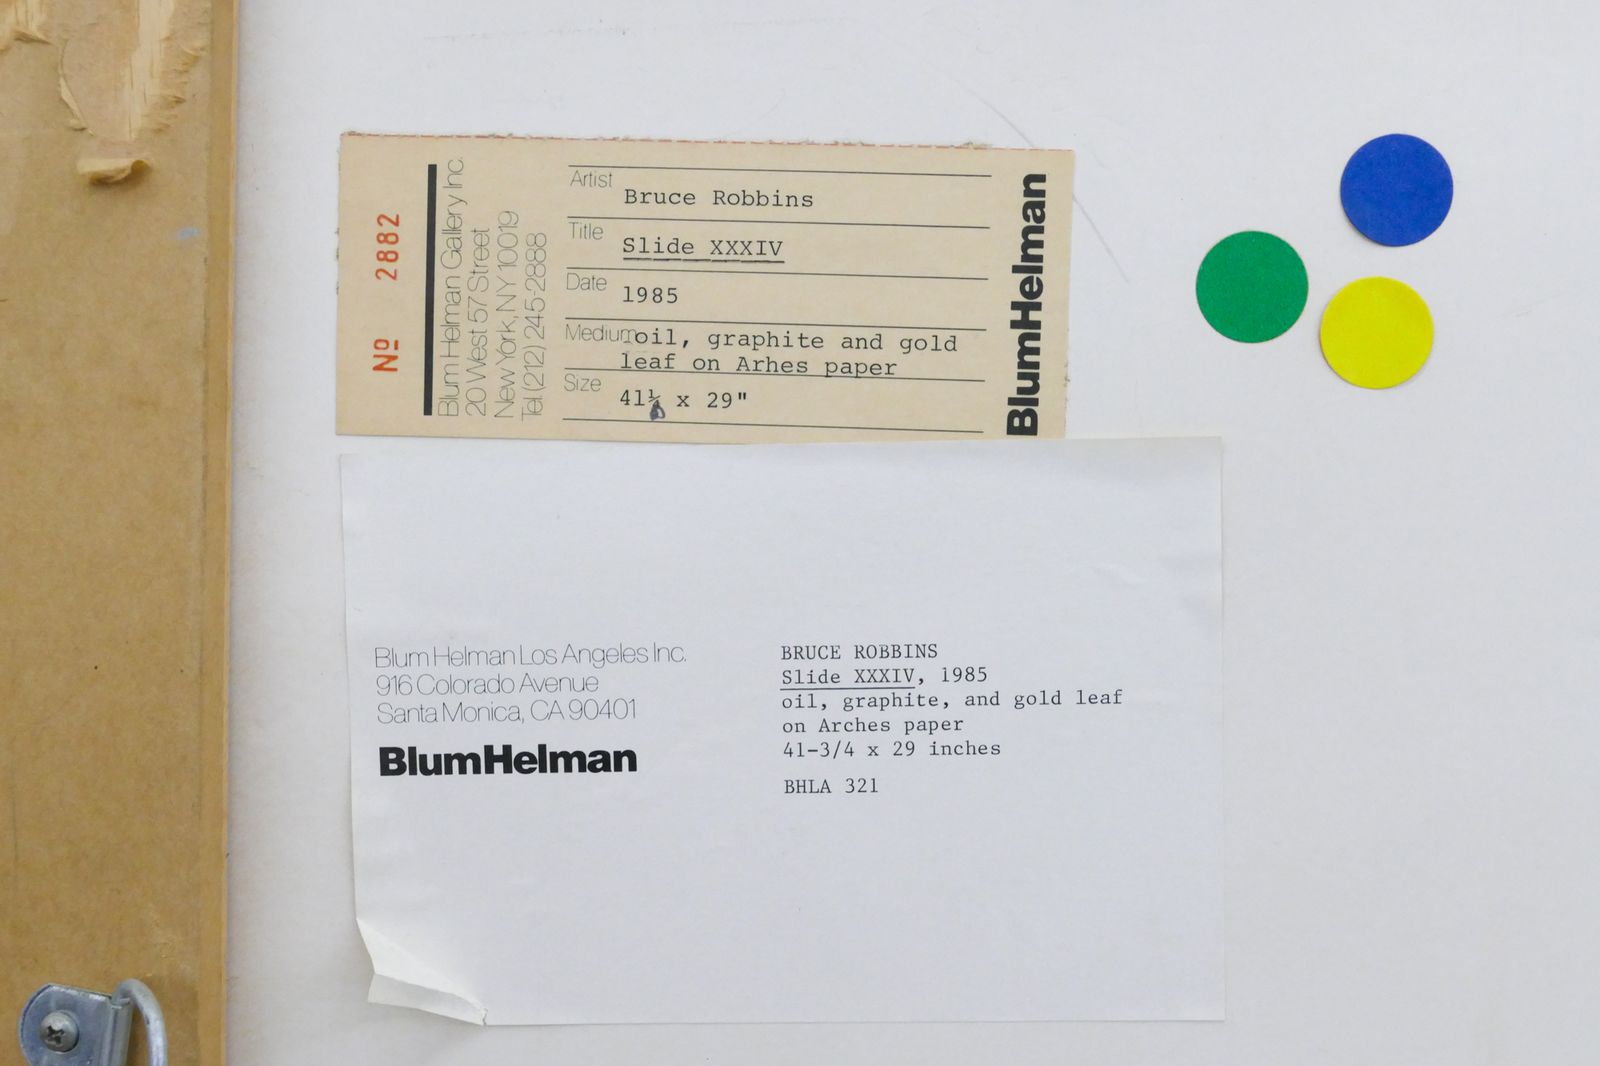 Nº 2882
Blum Helman Gallery Inc.
20 West 57 Street
New York, NY 10019
Tel. (212) 245-2888
Artist
Bruce Robbins
Title
Slide XXXIV
Date
1985
Medium oil, graphite and gold
leaf on Arhes paper
Size
41 x 29"
BlumHelman
Blum Helman Los Angeles Inc.
916 Colorado Avenue
Santa Monica, CA 90401
BlumHelman
BRUCE ROBBINS
Slide XXXIV, 1985
oil, graphite, and gold leaf
on Arches paper
41-3/4 x 29 inches
BHLA 321